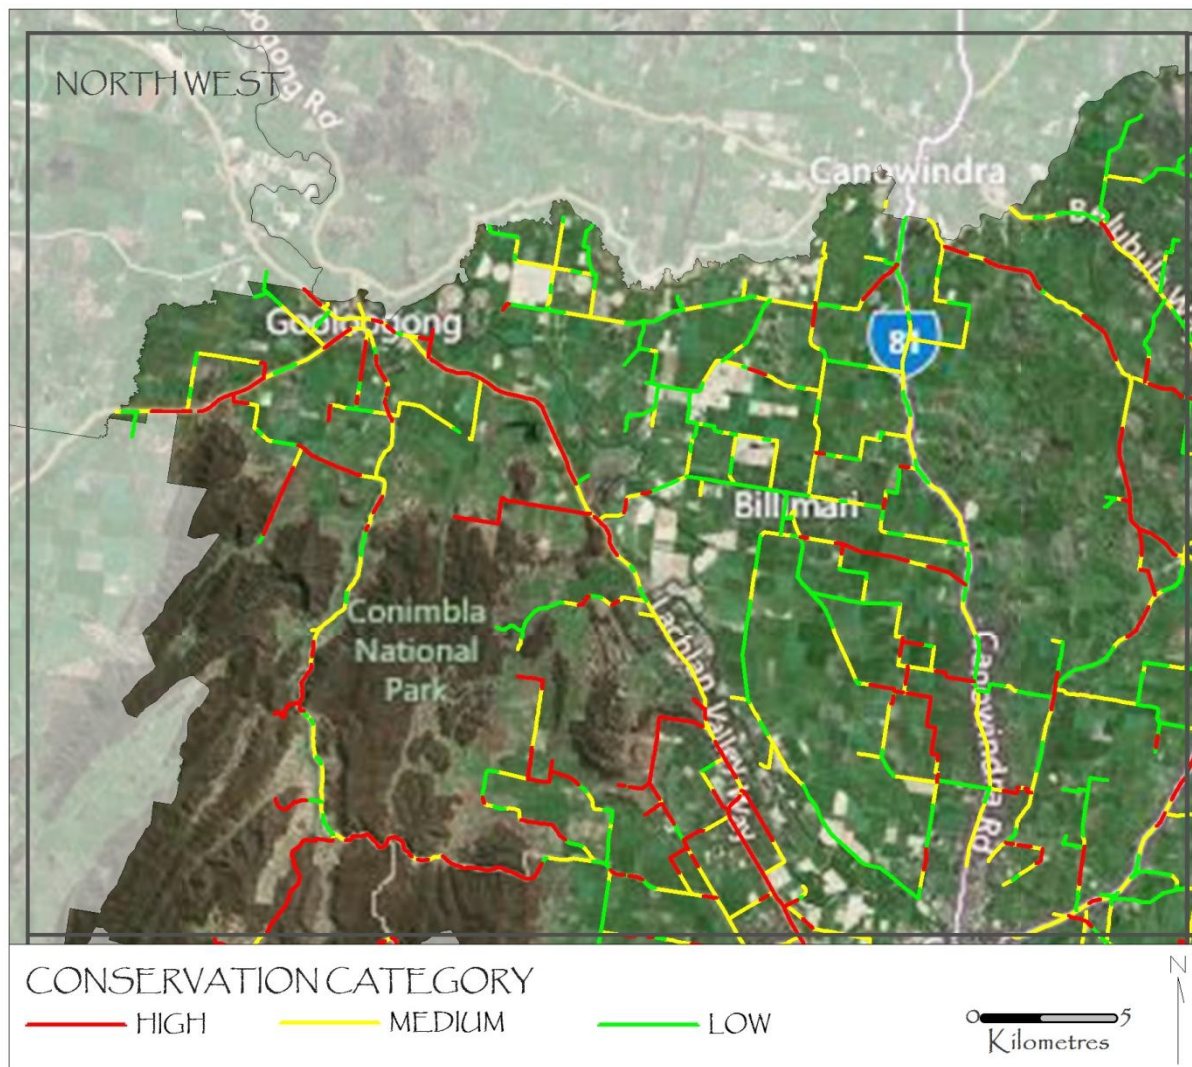 NORTHWEST
Rd
Canowindra
Gooloogong
81
Billimari
Conimbla
National
Park
Lachlan Valley Way
Canowindra Rd
CONSERVATION CATEGORY
HIGH
MEDIUM
LOW
N
0
5
Kilometres